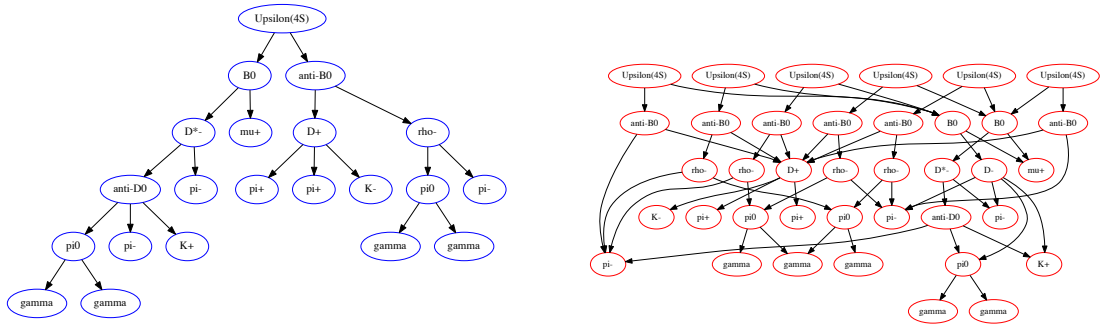 Upsilon(4S)
B0 anti-B0
D*- mu+ D+ rho-
anti-D0 pi- pi+ pi+ K- pi0 pi-
pi0 pi- K+ gamma gamma
gamma gamma
Upsilon(4S) Upsilon(4S) Upsilon(4S) Upsilon(4S) Upsilon(4S) Upsilon(4S)
anti-B0 anti-B0 anti-B0 anti-B0 anti-B0 B0 B0 anti-B0
rho- rho- D+ rho- rho- D*- D- mu+
K- pi+ pi0 pi+ pi0 pi- anti-D0 pi-
pi- gamma gamma gamma pi0 K+
gamma gamma